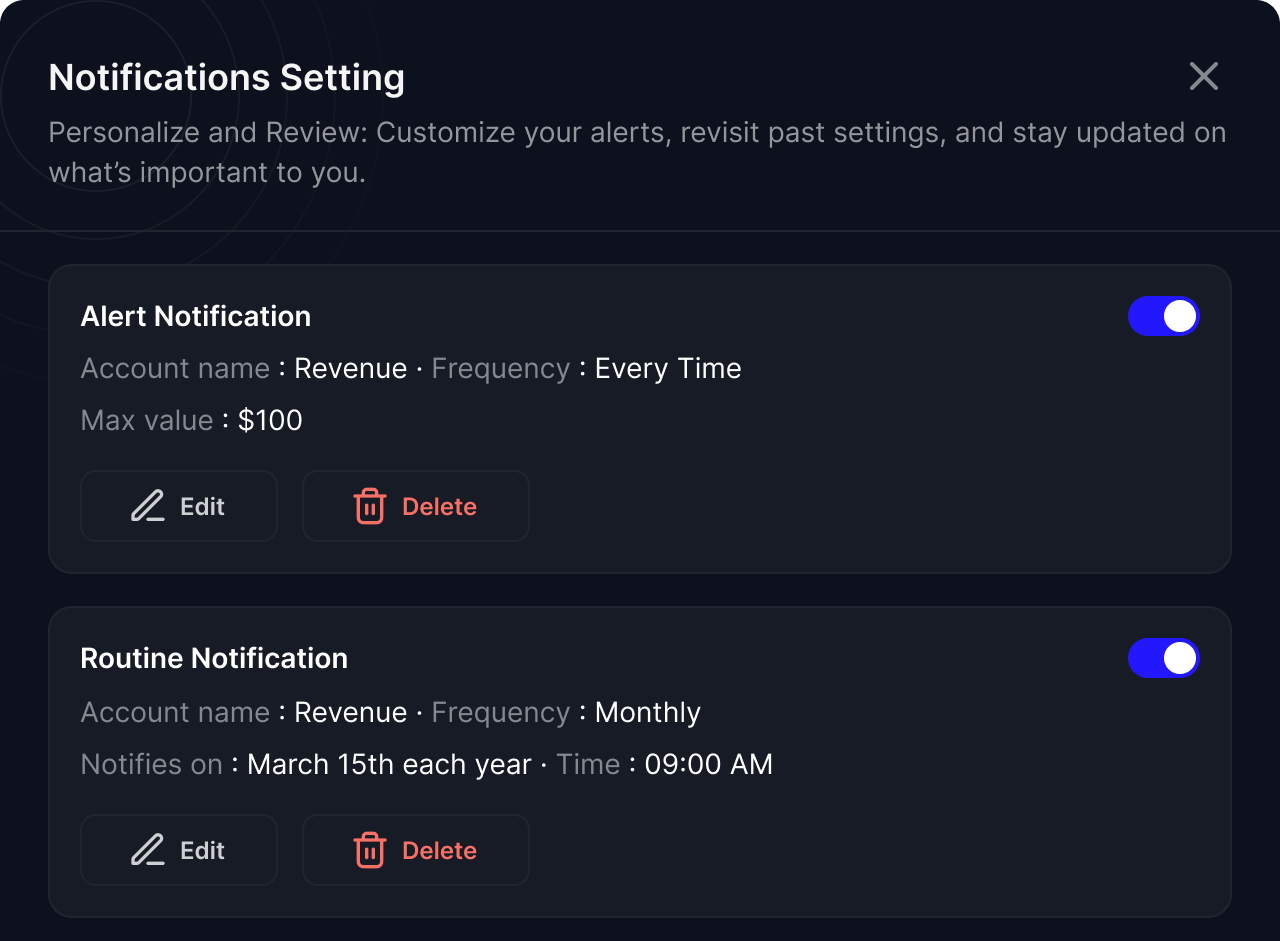 Notifications Setting
Personalize and Review: Customize your alerts, revisit past settings, and stay updated on
what’s important to you.
Alert Notification
Account name : Revenue · Frequency : Every Time
Max value : $100
Edit
Delete
Routine Notification
Account name : Revenue · Frequency : Monthly
Notifies on : March 15th each year · Time : 09:00 AM
Edit
Delete